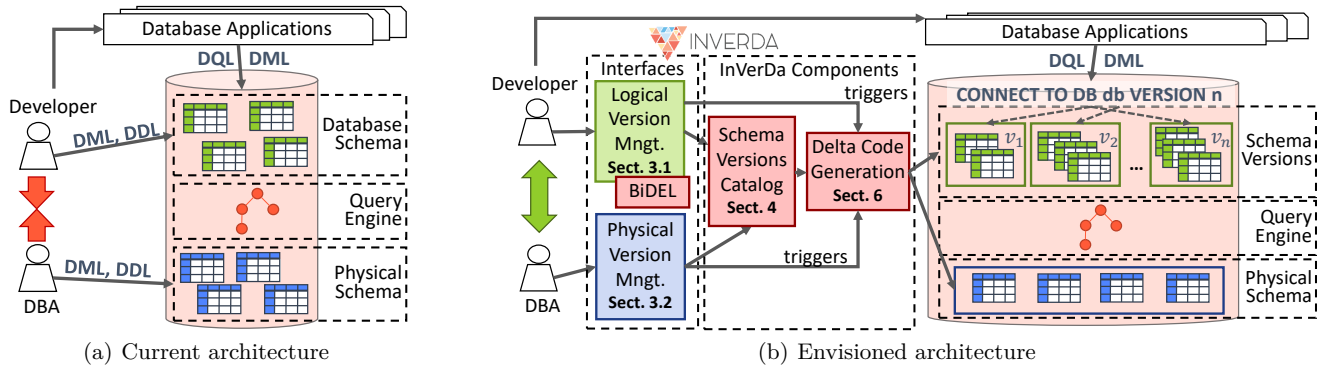 Database Applications
DQL DML
Developer
DML, DDL
Database
Schema
Query
Engine
DML, DDL
Physical
Schema
DBA
(a) Current architecture
INVERDA
Database Applications
DQL DML
Developer
Interfaces
Logical
Version
Mngt.
Sect. 3.1
BiDEL
Physical
Version
Mngt.
Sect. 3.2
DBA
InVerDa Components
triggers
Schema
Versions
Catalog
Sect. 4
Delta Code
Generation
Sect. 6
triggers
CONNECT TO DB db VERSION n
v1
v2
...
vn
Schema
Versions
Query
Engine
Physical
Schema
(b) Envisioned architecture